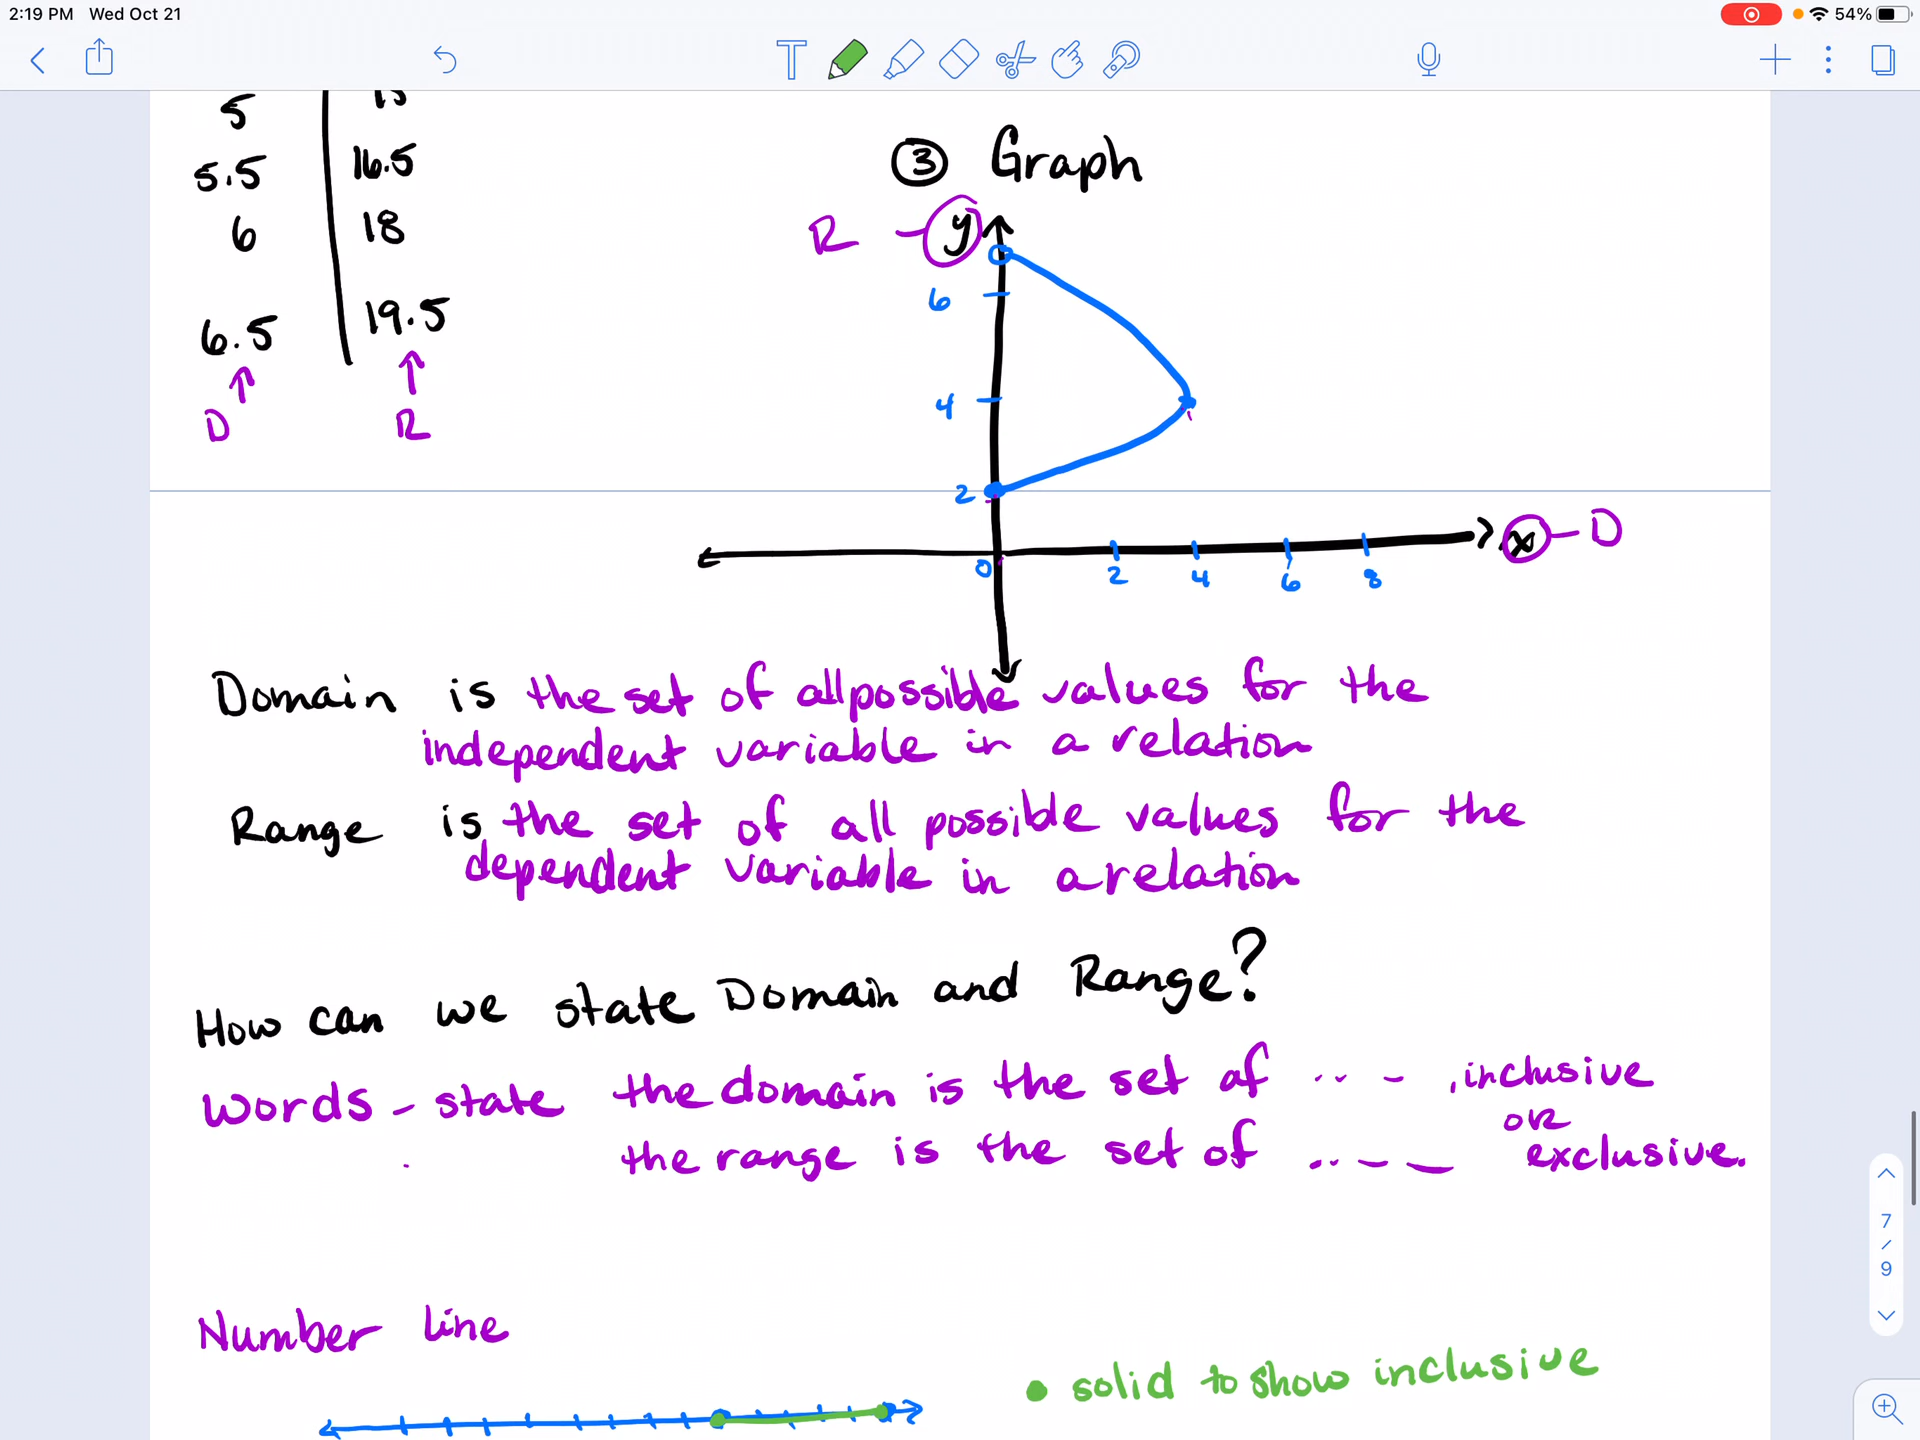 2:19 PM Wed Oct 21
54%
T
5
5.5 16.5
6 18
6.5 19.5
D R
③ Graph
R y
6
4
2
0 2 4 6 8
x D
Domain is the set of all possible values for the
independent variable in a relation
Range is the set of all possible values for the
dependent variable in a relation
How can we state Domain and Range?
Words - state the domain is the set of .. - , inclusive
OR
the range is the set of .. - - exclusive.
Number line
• solid to show inclusive
7
/
9